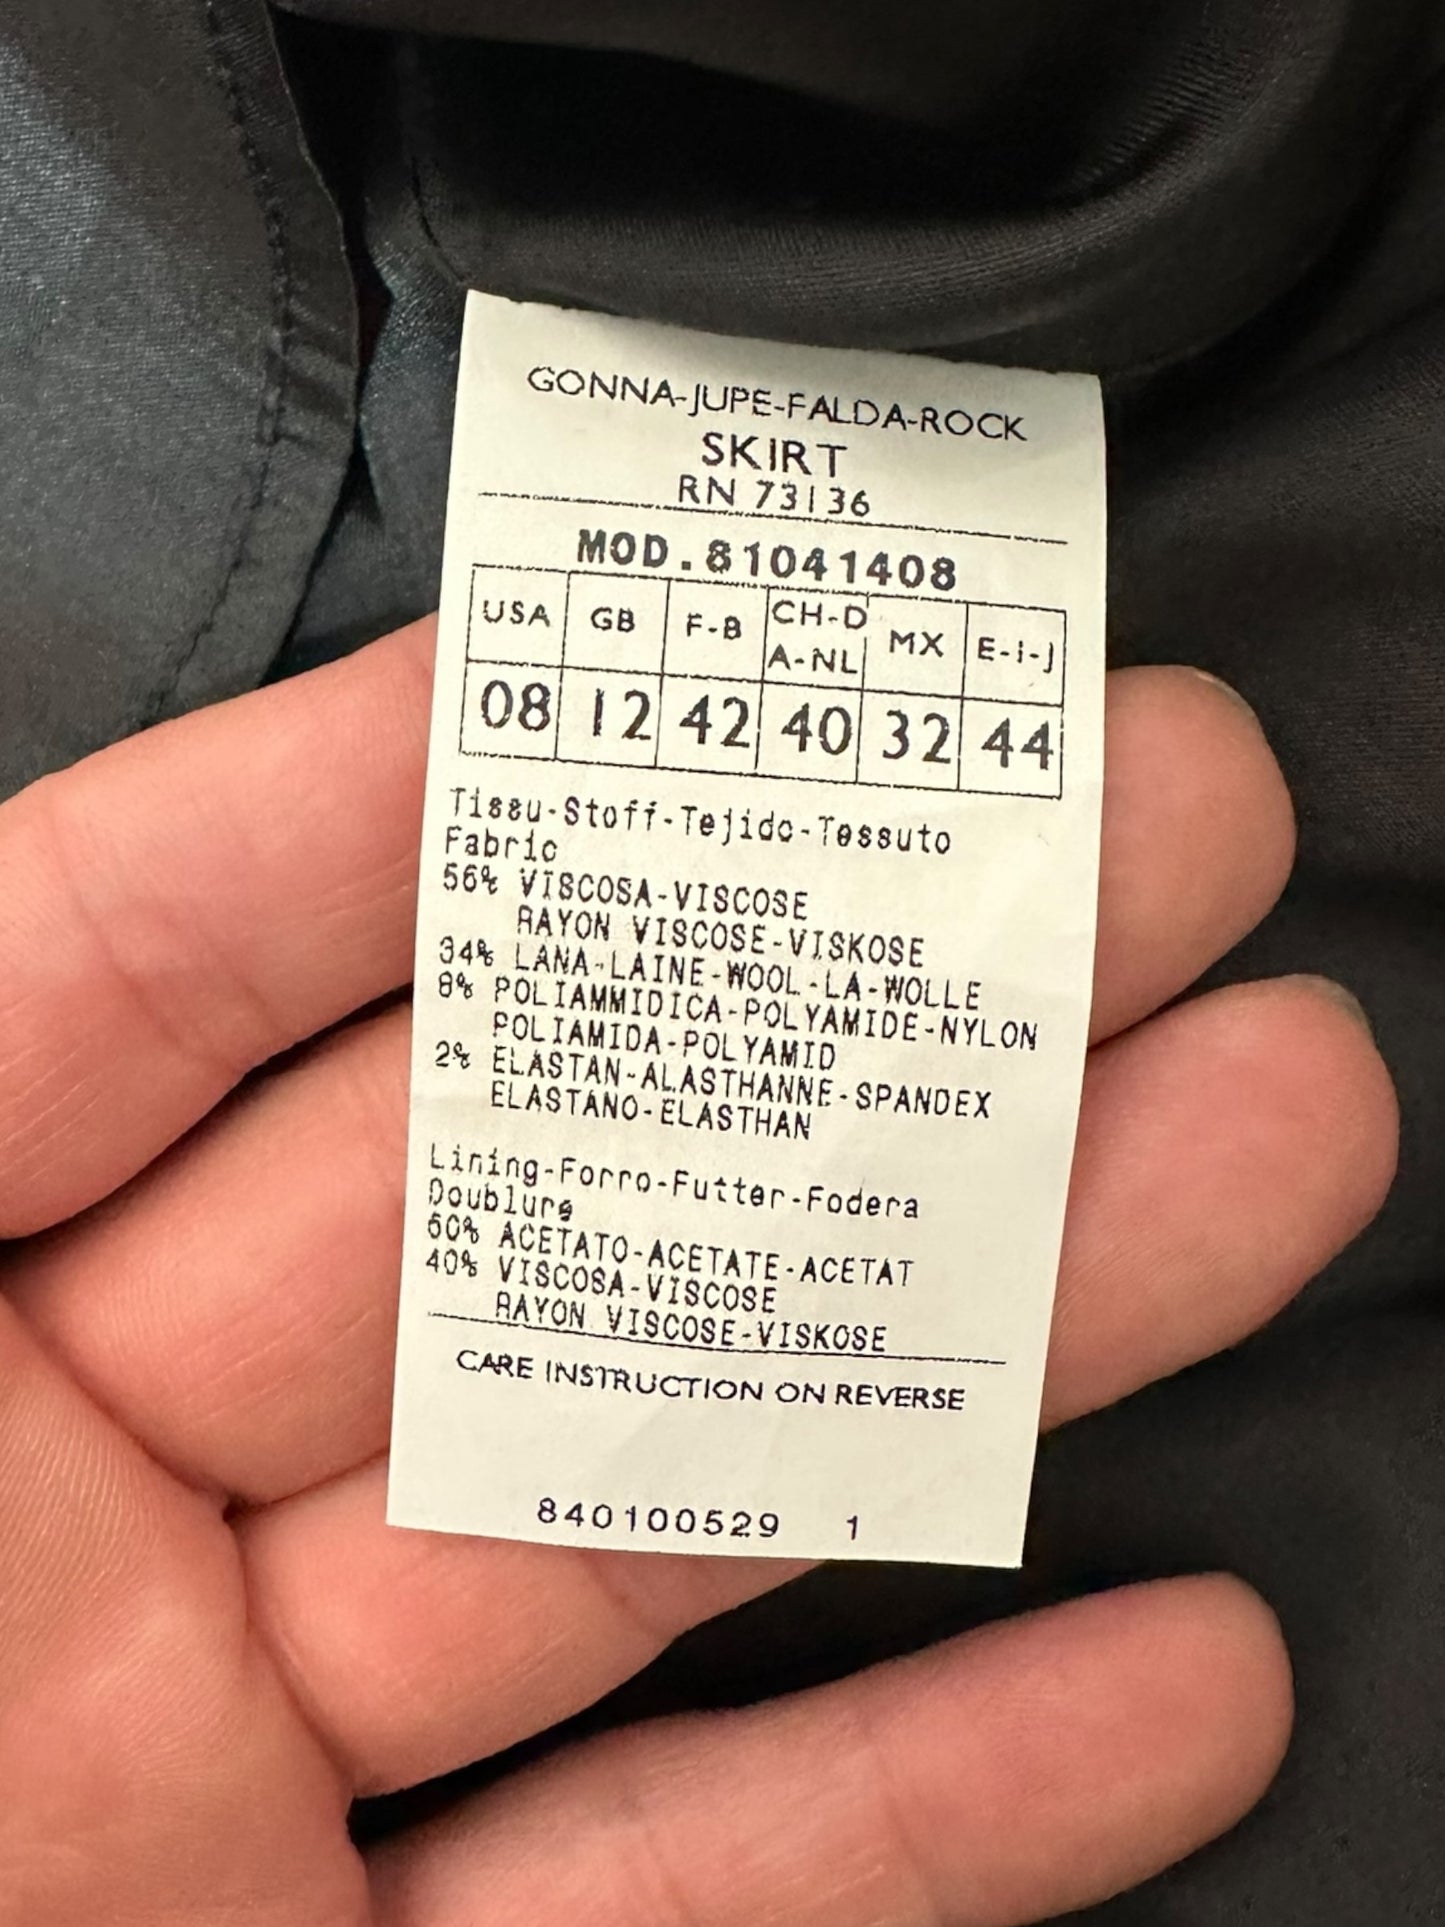 GONNA-JUPE-FALDA-ROCK
SKIRT
RN 73136
MOD.81041408
USA GB F-B CH-D A-NL MX E-I-J
08 12 42 40 32 44
Tissu-Stoff-Tejido-Tessuto
Fabric
56% VISCOSA-VISCOSE
RAYON VISCOSE-VISKOSE
34% LANA-LAINE-WOOL-LA-WOLLE
8% POLIAMMIDICA-POLYAMIDE-NYLON
POLIAMIDA-POLYAMID
2% ELASTAN-ALASTHANNE-SPANDEX
ELASTANO-ELASTHAN
Lining-Forro-Futter-Fodera
Doublure
60% ACETATO-ACETATE-ACETAT
40% VISCOSA-VISCOSE
RAYON VISCOSE-VISKOSE
CARE INSTRUCTION ON REVERSE
840100529 1